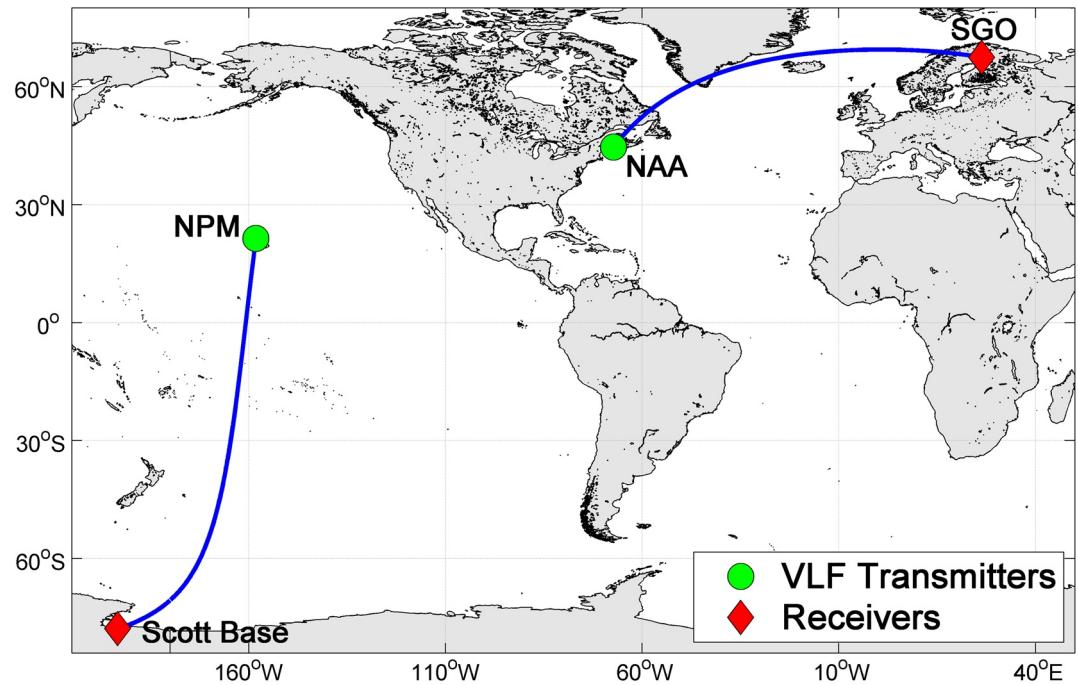 SGO
60°N
NAA
30°N
NPM
0°
30°S
60°S
VLF Transmitters
Receivers
Scott Base
160°W
110°W
60°W
10°W
40°E